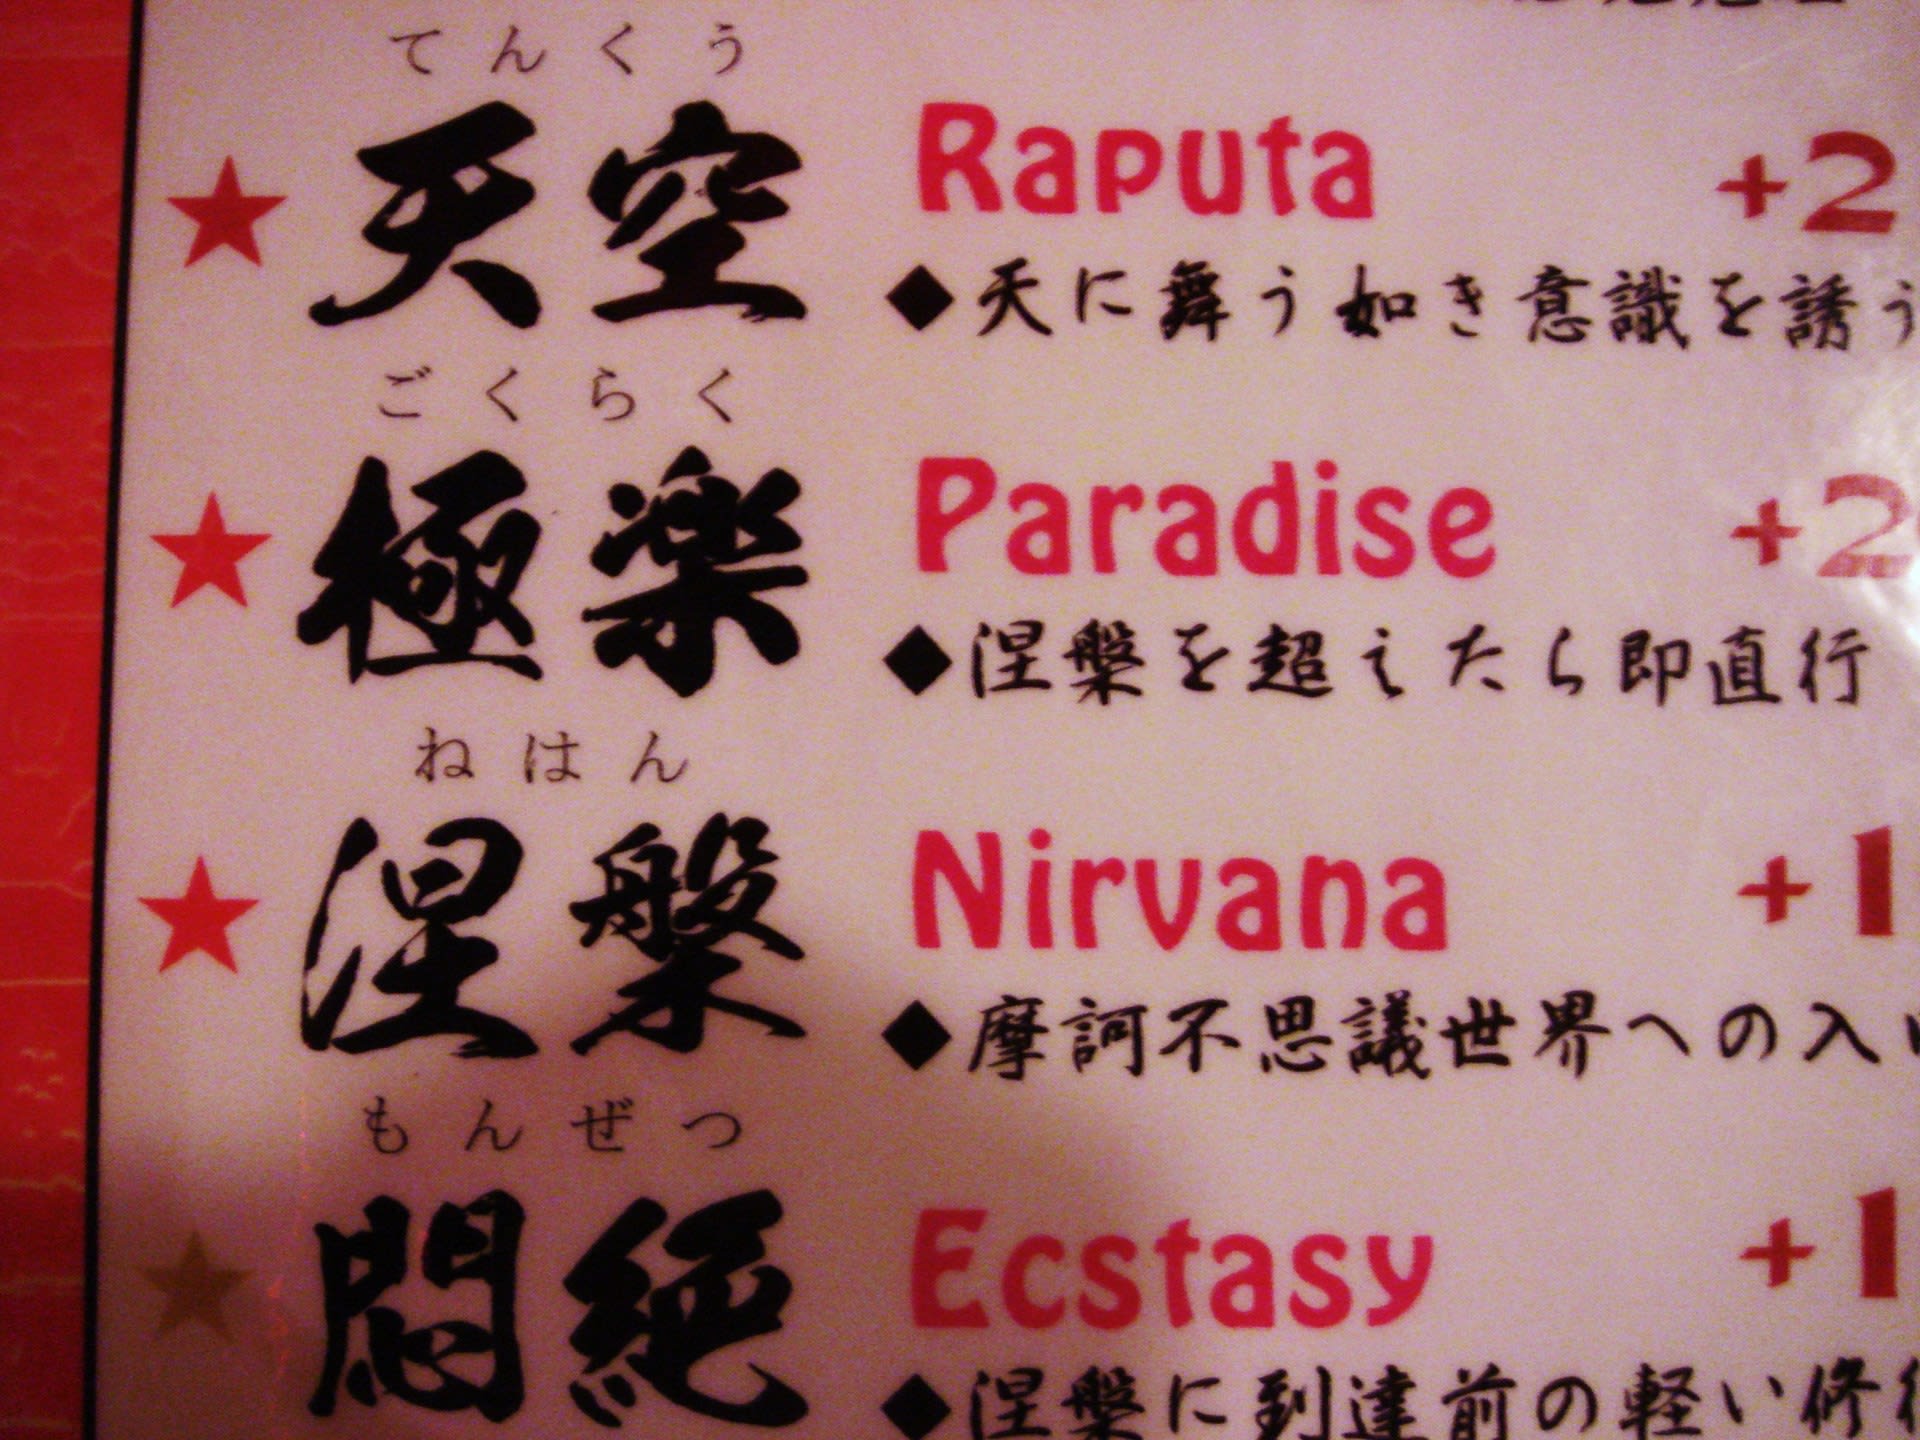 てんくう
★ 天空 Raputa +2
◆天に舞う如き意識を誘う
ごくらく
★ 極楽 Paradise +2
◆涅槃を超えたら即直行
ねはん
★ 涅槃 Nirvana +1
◆摩訶不思議世界への入
もんぜつ
★ 悶絶 Ecstasy +1
◆涅槃に到達前の軽い修